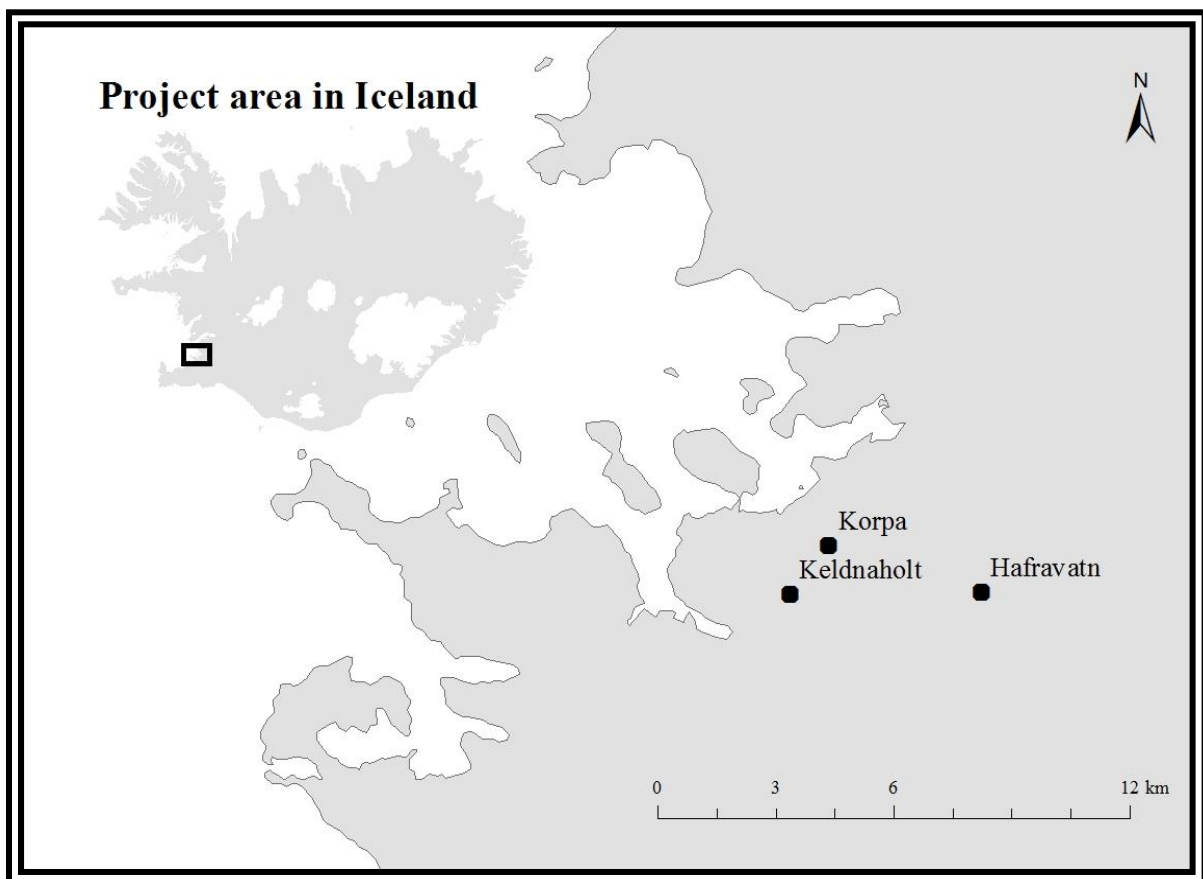 Project area in Iceland
N
Korpa
Keldnaholt
Hafravatn
0 3 6 12 km